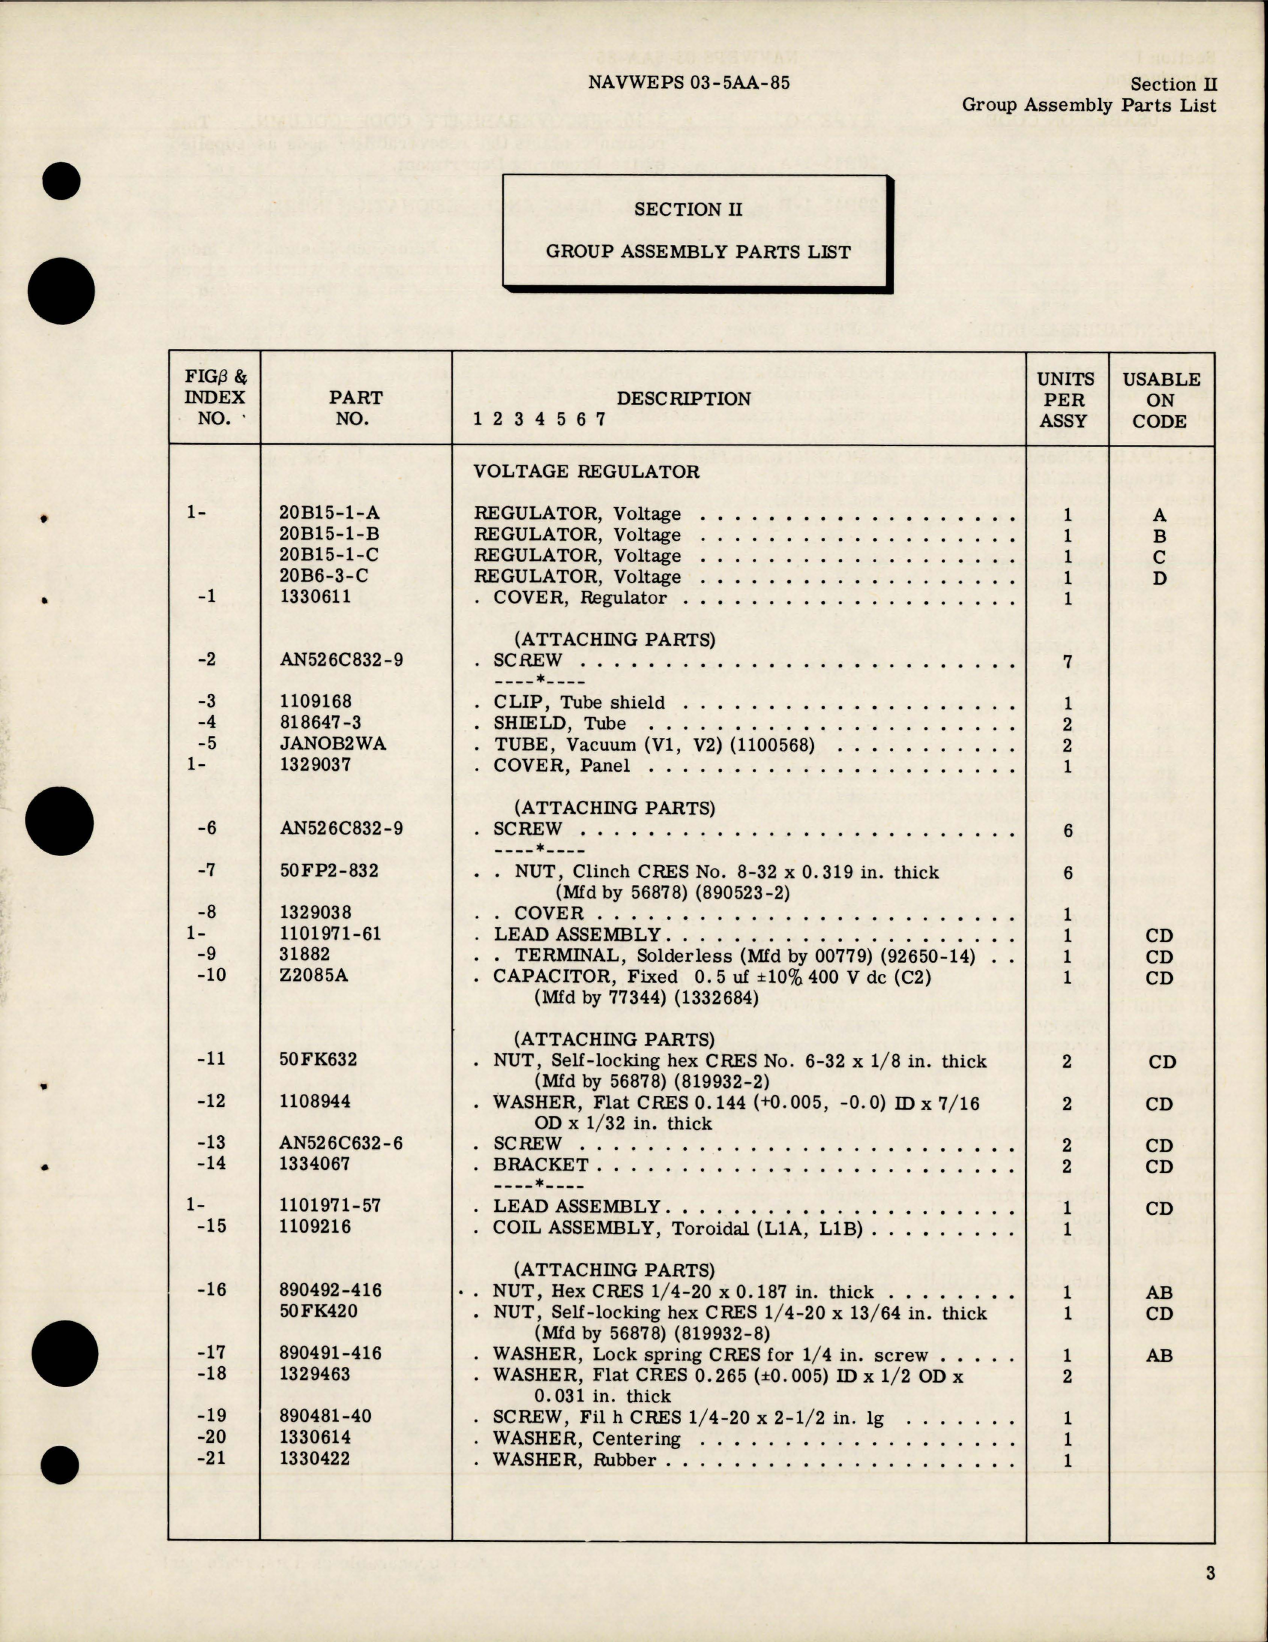 NAVWEPS 03-5AA-85
Section II
Group Assembly Parts List
SECTION II
GROUP ASSEMBLY PARTS LIST
FIGβ & INDEX NO. PART NO. DESCRIPTION 1 2 3 4 5 6 7 UNITS PER ASSY USABLE ON CODE
VOLTAGE REGULATOR
1- 20B15-1-A REGULATOR, Voltage . . . . . . . . . . . . . . . . . . . 1 A
20B15-1-B REGULATOR, Voltage . . . . . . . . . . . . . . . . . . . 1 B
20B15-1-C REGULATOR, Voltage . . . . . . . . . . . . . . . . . . . 1 C
20B6-3-C REGULATOR, Voltage . . . . . . . . . . . . . . . . . . . 1 D
-1 1330611 . COVER, Regulator . . . . . . . . . . . . . . . . . . . . 1
(ATTACHING PARTS)
-2 AN526C832-9 . SCREW . . . . . . . . . . . . . . . . . . . . . . . . . . 7
----*----
-3 1109168 . CLIP, Tube shield . . . . . . . . . . . . . . . . . . . . 1
-4 818647-3 . SHIELD, Tube . . . . . . . . . . . . . . . . . . . . . . 2
-5 JANOB2WA . TUBE, Vacuum (V1, V2) (1100568) . . . . . . . . . . . 2
1- 1329037 . COVER, Panel . . . . . . . . . . . . . . . . . . . . . . 1
(ATTACHING PARTS)
-6 AN526C832-9 . SCREW . . . . . . . . . . . . . . . . . . . . . . . . . . 6
----*----
-7 50FP2-832 . . NUT, Clinch CRES No. 8-32 x 0.319 in. thick 6
(Mfd by 56878) (890523-2)
-8 1329038 . . COVER . . . . . . . . . . . . . . . . . . . . . . . . . 1
1- 1101971-61 . LEAD ASSEMBLY. . . . . . . . . . . . . . . . . . . . . 1 CD
-9 31882 . . TERMINAL, Solderless (Mfd by 00779) (92650-14) . . 1 CD
-10 Z2085A . CAPACITOR, Fixed 0.5 uf ±10% 400 V dc (C2) 1 CD
(Mfd by 77344) (1332684)
(ATTACHING PARTS)
-11 50FK632 . NUT, Self-locking hex CRES No. 6-32 x 1/8 in. thick 2 CD
(Mfd by 56878) (819932-2)
-12 1108944 . WASHER, Flat CRES 0.144 (+0.005, -0.0) ID x 7/16 2 CD
OD x 1/32 in. thick
-13 AN526C632-6 . SCREW . . . . . . . . . . . . . . . . . . . . . . . . . . 2 CD
-14 1334067 . BRACKET . . . . . . . . . . . . . . . . . . . . . . . . . 2 CD
----*----
1- 1101971-57 . LEAD ASSEMBLY. . . . . . . . . . . . . . . . . . . . . 1 CD
-15 1109216 . COIL ASSEMBLY, Toroidal (L1A, L1B) . . . . . . . . . 1
(ATTACHING PARTS)
-16 890492-416 . NUT, Hex CRES 1/4-20 x 0.187 in. thick . . . . . . . . 1 AB
50FK420 . NUT, Self-locking hex CRES 1/4-20 x 13/64 in. thick 1 CD
(Mfd by 56878) (819932-8)
-17 890491-416 . WASHER, Lock spring CRES for 1/4 in. screw . . . . . 1 AB
-18 1329463 . WASHER, Flat CRES 0.265 (±0.005) ID x 1/2 OD x 2
0.031 in. thick
-19 890481-40 . SCREW, Fil h CRES 1/4-20 x 2-1/2 in. lg . . . . . . . 1
-20 1330614 . WASHER, Centering . . . . . . . . . . . . . . . . . . . 1
-21 1330422 . WASHER, Rubber . . . . . . . . . . . . . . . . . . . . . 1
3